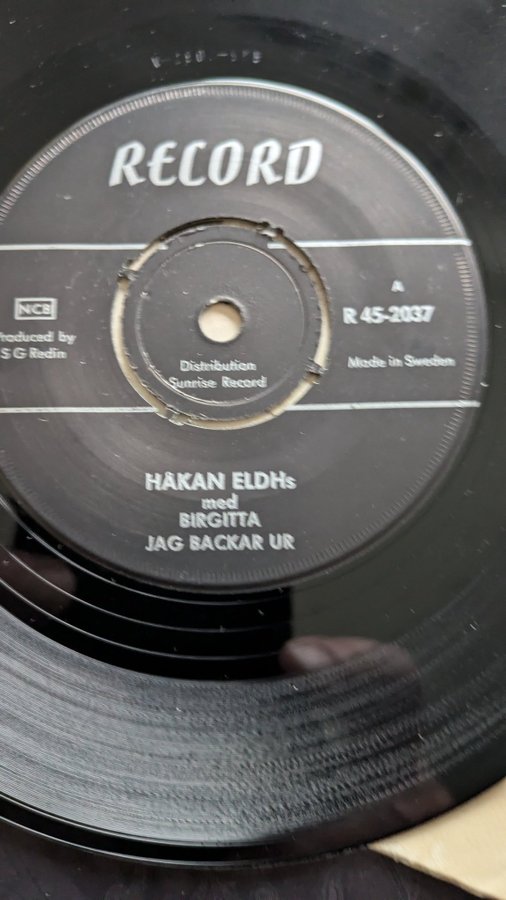 RECORD
NCB
Produced by
S G Redin
A
R 45-2037
Made in Sweden
Distribution
Sunrise Record
HÅKAN ELDHs
med
BIRGITTA
JAG BACKAR UR